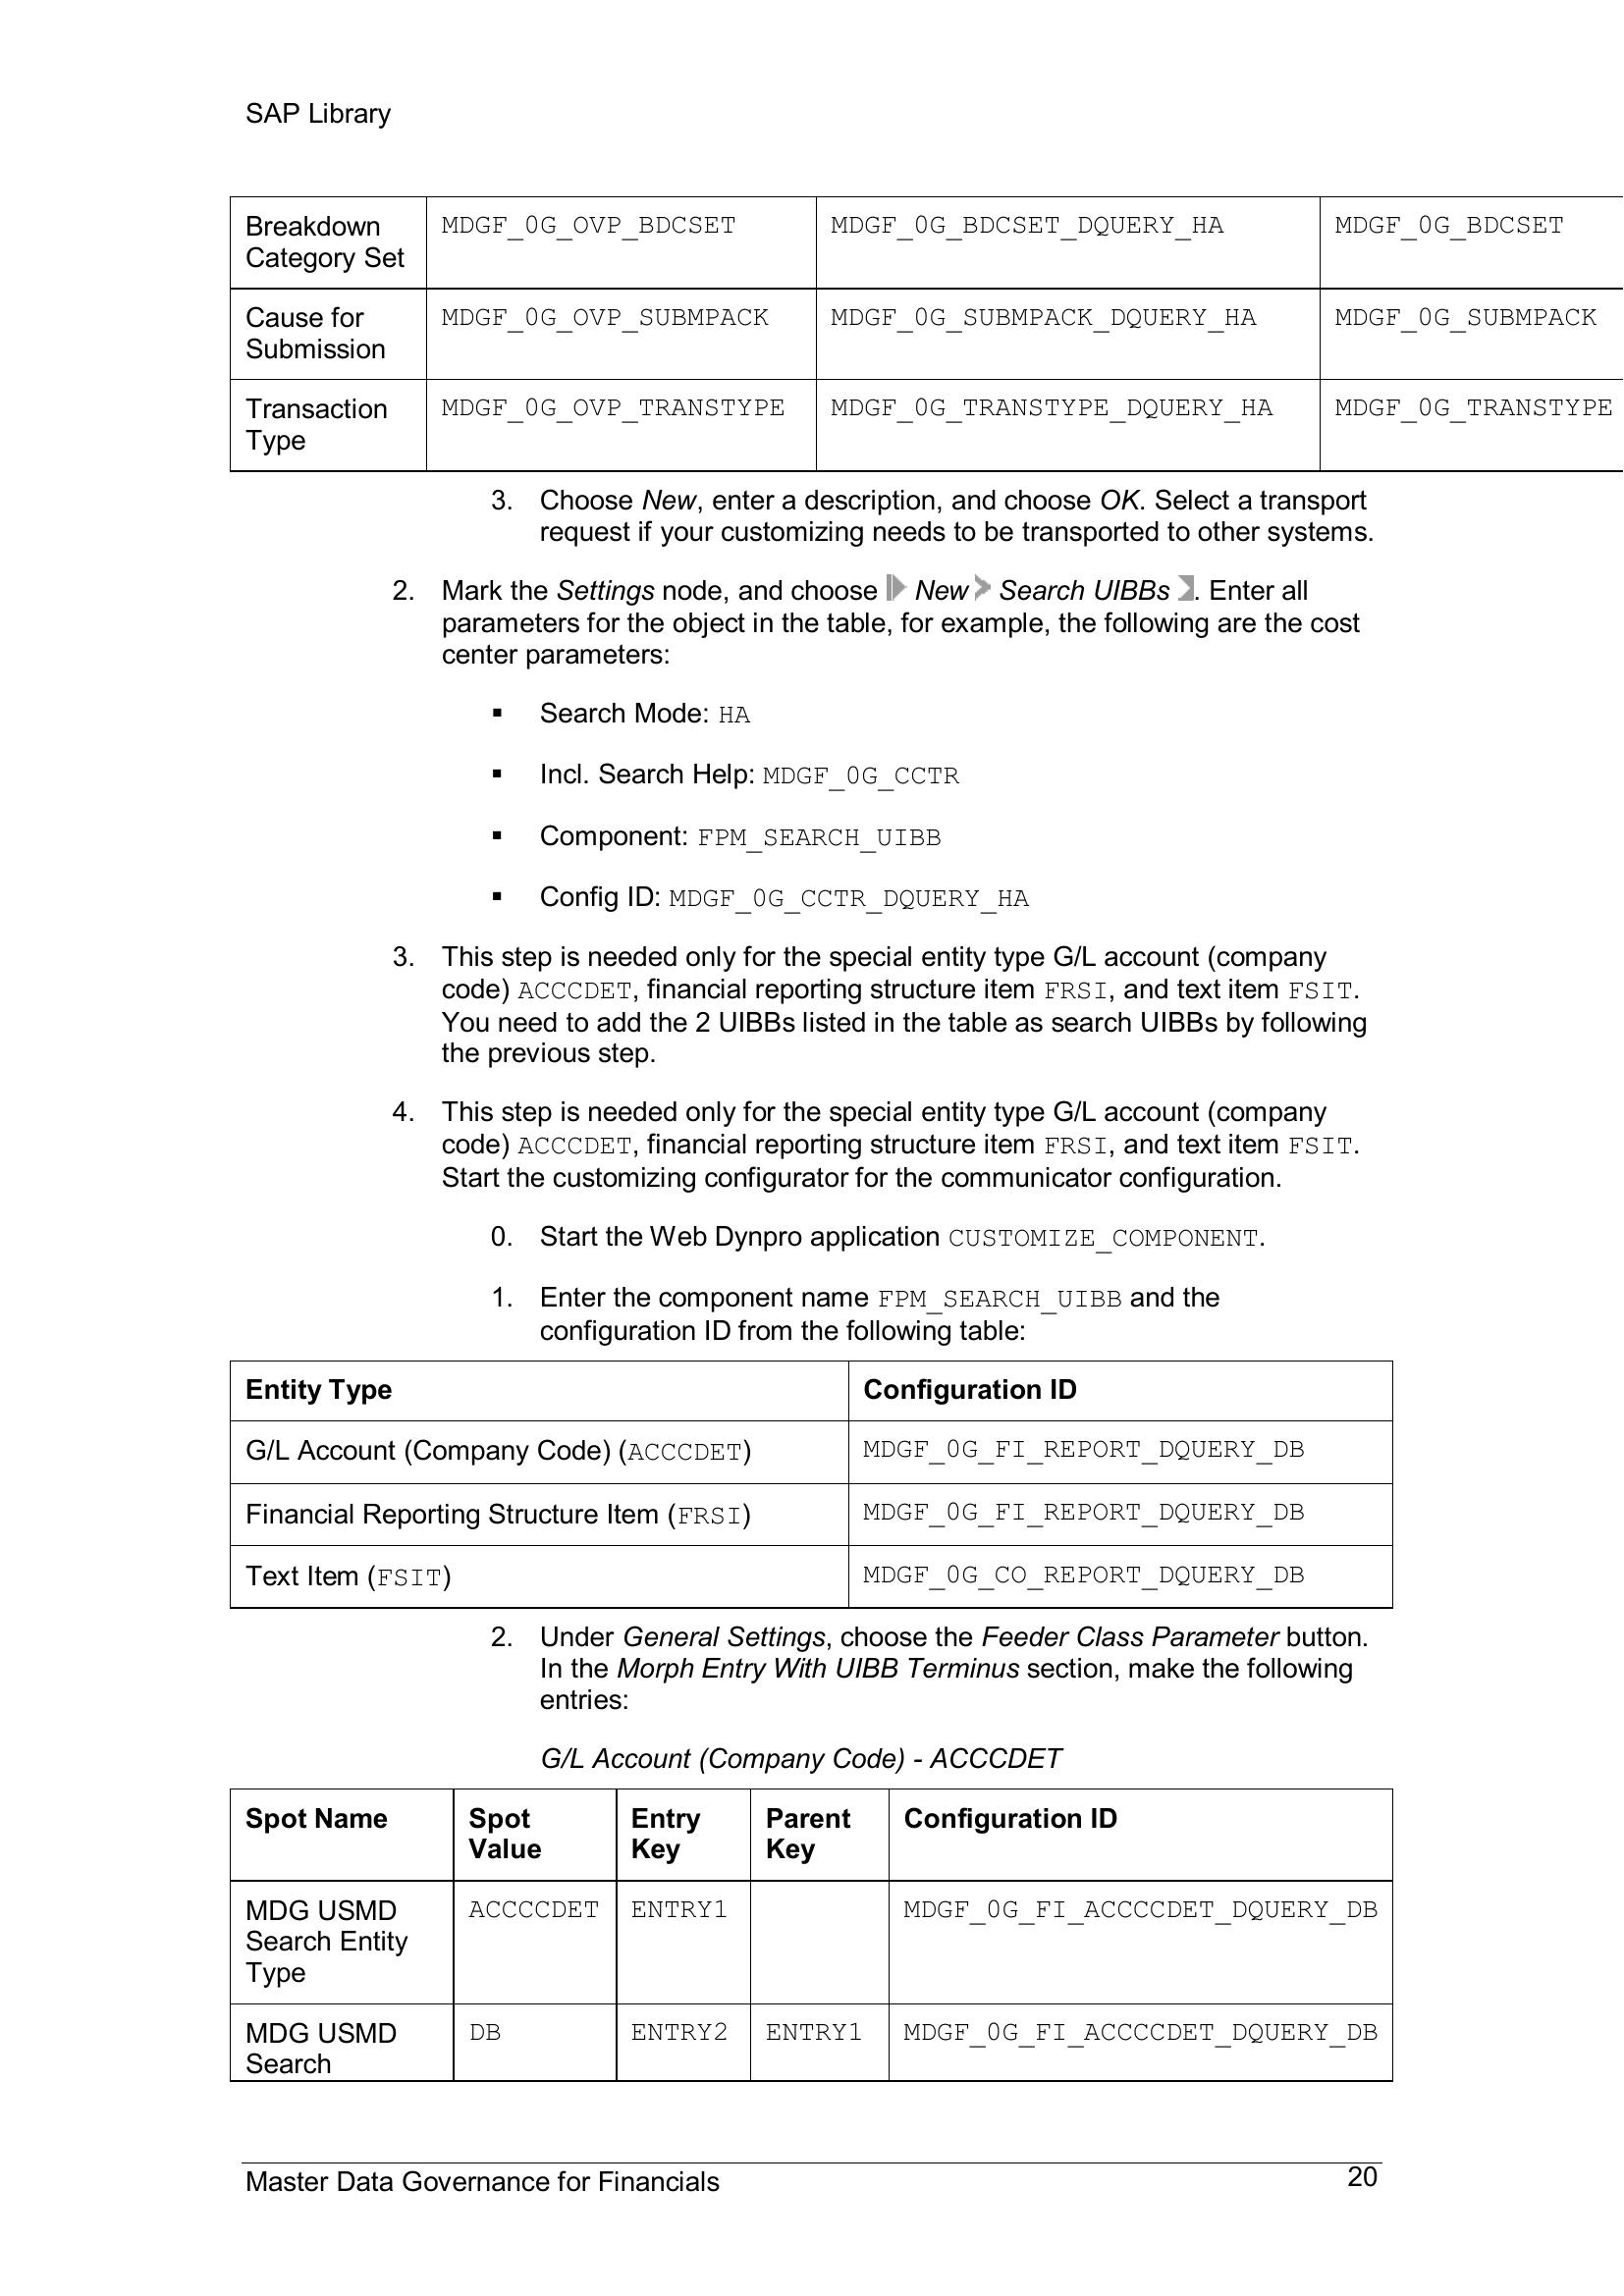 SAP Library
Breakdown Category Set MDGF_0G_OVP_BDCSET MDGF_0G_BDCSET_DQUERY_HA MDGF_0G_BDCSET
Cause for Submission MDGF_0G_OVP_SUBMPACK MDGF_0G_SUBMPACK_DQUERY_HA MDGF_0G_SUBMPACK
Transaction Type MDGF_0G_OVP_TRANSTYPE MDGF_0G_TRANSTYPE_DQUERY_HA MDGF_0G_TRANSTYPE
3. Choose New, enter a description, and choose OK. Select a transport
request if your customizing needs to be transported to other systems.
2. Mark the Settings node, and choose New Search UIBBs . Enter all
parameters for the object in the table, for example, the following are the cost
center parameters:
▪ Search Mode: HA
▪ Incl. Search Help: MDGF_0G_CCTR
▪ Component: FPM_SEARCH_UIBB
▪ Config ID: MDGF_0G_CCTR_DQUERY_HA
3. This step is needed only for the special entity type G/L account (company
code) ACCCDET, financial reporting structure item FRSI, and text item FSIT.
You need to add the 2 UIBBs listed in the table as search UIBBs by following
the previous step.
4. This step is needed only for the special entity type G/L account (company
code) ACCCDET, financial reporting structure item FRSI, and text item FSIT.
Start the customizing configurator for the communicator configuration.
0. Start the Web Dynpro application CUSTOMIZE_COMPONENT.
1. Enter the component name FPM_SEARCH_UIBB and the
configuration ID from the following table:
Entity Type Configuration ID
G/L Account (Company Code) (ACCCDET) MDGF_0G_FI_REPORT_DQUERY_DB
Financial Reporting Structure Item (FRSI) MDGF_0G_FI_REPORT_DQUERY_DB
Text Item (FSIT) MDGF_0G_CO_REPORT_DQUERY_DB
2. Under General Settings, choose the Feeder Class Parameter button.
In the Morph Entry With UIBB Terminus section, make the following
entries:
G/L Account (Company Code) - ACCCDET
Spot Name Spot Value Entry Key Parent Key Configuration ID
MDG USMD Search Entity Type ACCCCDET ENTRY1 MDGF_0G_FI_ACCCCDET_DQUERY_DB
MDG USMD Search DB ENTRY2 ENTRY1 MDGF_0G_FI_ACCCCDET_DQUERY_DB
Master Data Governance for Financials 20